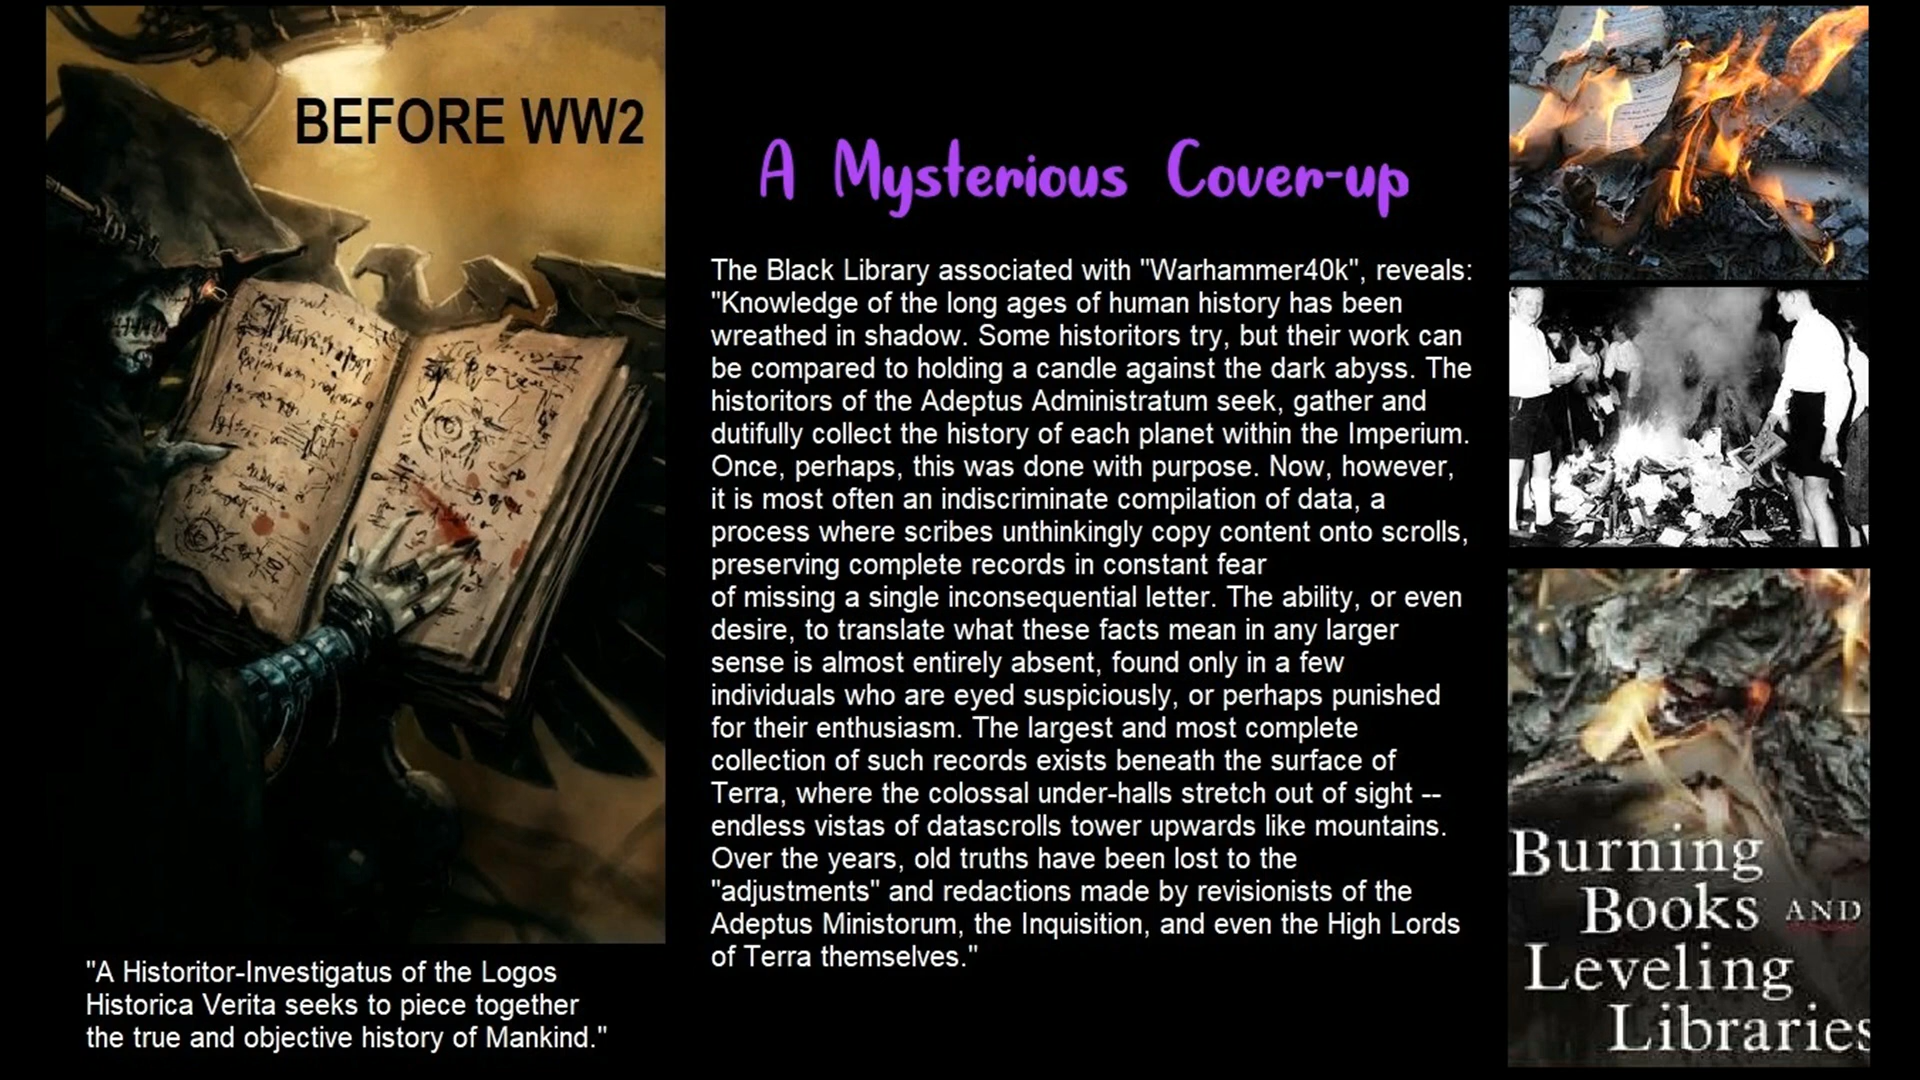 BEFORE WW2
"A Historitor-Investigatus of the Logos
Historica Verita seeks to piece together
the true and objective history of Mankind."
A Mysterious Cover-up
The Black Library associated with "Warhammer40k", reveals:
"Knowledge of the long ages of human history has been
wreathed in shadow. Some historitors try, but their work can
be compared to holding a candle against the dark abyss. The
historitors of the Adeptus Administratum seek, gather and
dutifully collect the history of each planet within the Imperium.
Once, perhaps, this was done with purpose. Now, however,
it is most often an indiscriminate compilation of data, a
process where scribes unthinkingly copy content onto scrolls,
preserving complete records in constant fear
of missing a single inconsequential letter. The ability, or even
desire, to translate what these facts mean in any larger
sense is almost entirely absent, found only in a few
individuals who are eyed suspiciously, or perhaps punished
for their enthusiasm. The largest and most complete
collection of such records exists beneath the surface of
Terra, where the colossal under-halls stretch out of sight --
endless vistas of datascrolls tower upwards like mountains.
Over the years, old truths have been lost to the
"adjustments" and redactions made by revisionists of the
Adeptus Ministorum, the Inquisition, and even the High Lords
of Terra themselves."
Burning
Books AND
Leveling
Libraries